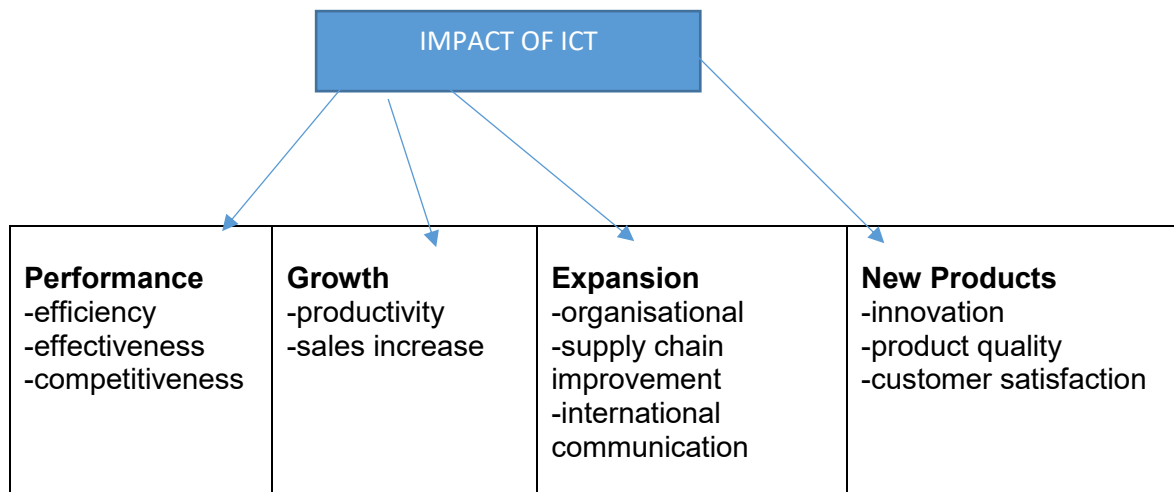 IMPACT OF ICT
Performance
-efficiency
-effectiveness
-competitiveness
Growth
-productivity
-sales increase
Expansion
-organisational
-supply chain
improvement
-international
communication
New Products
-innovation
-product quality
-customer satisfaction